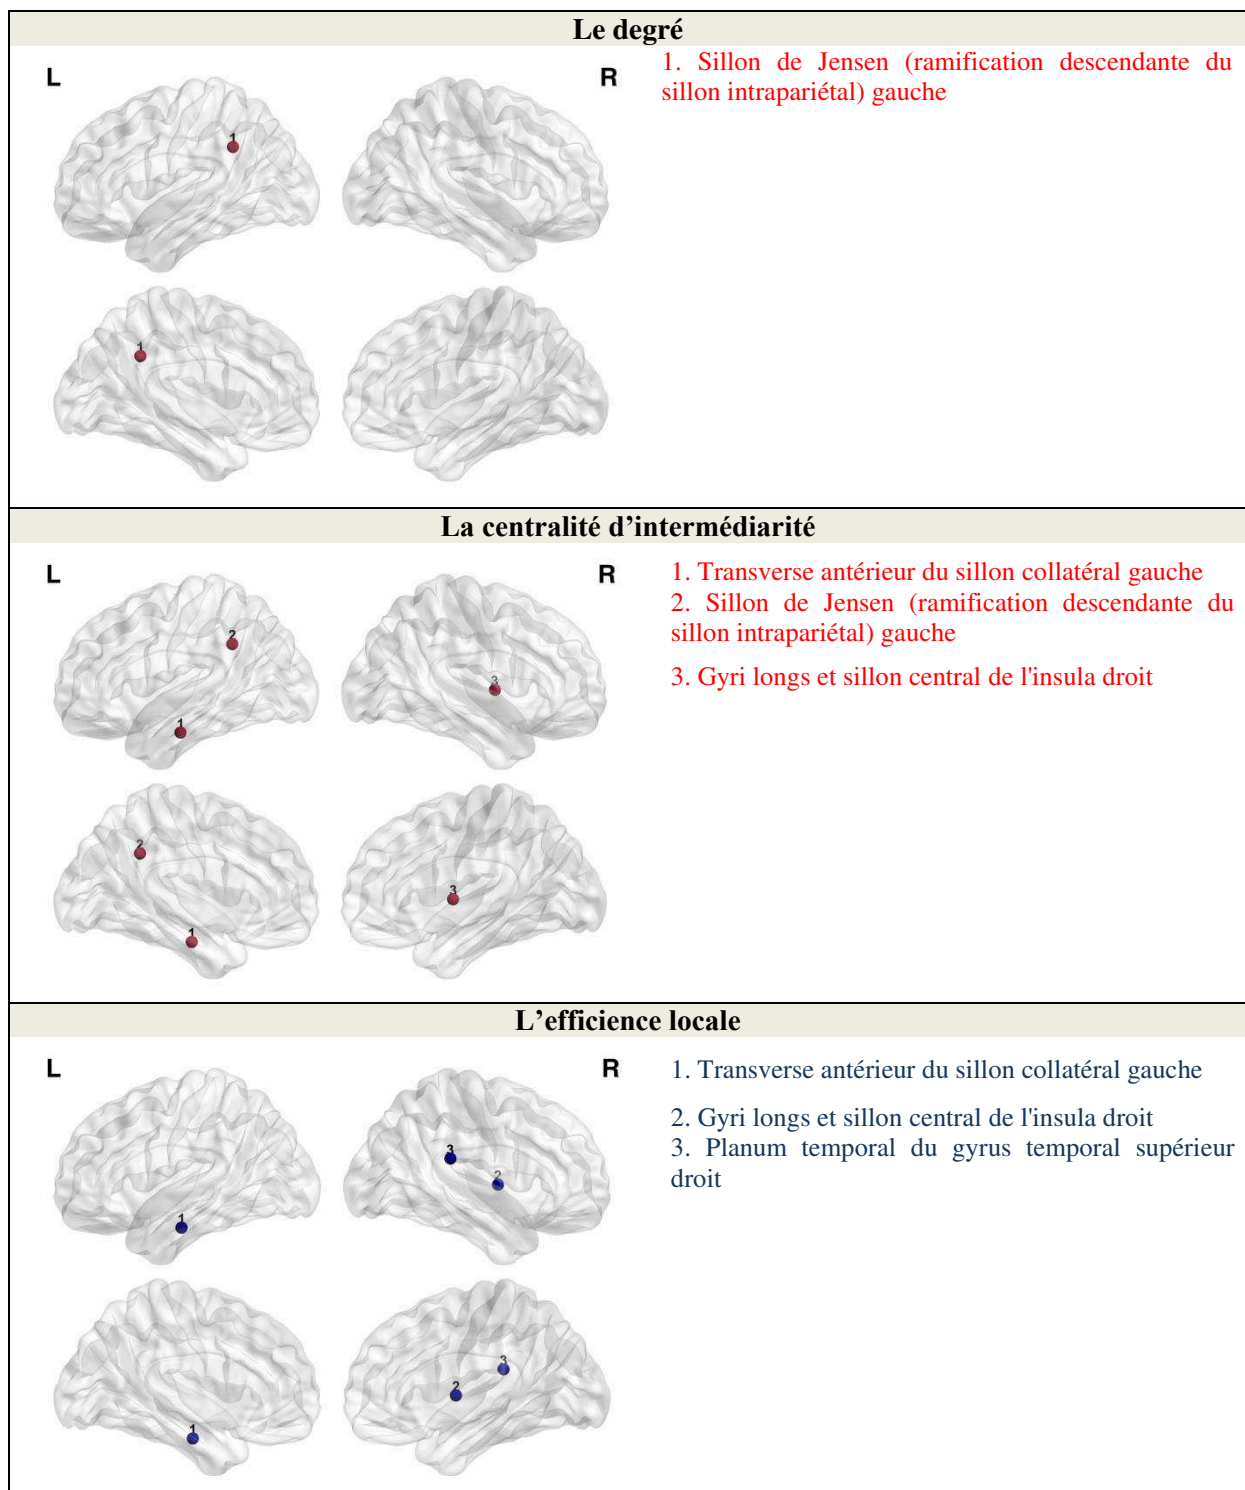 Le degré
L
R
1. Sillon de Jensen (ramification descendante du
sillon intrapariétal) gauche
1
1
La centralité d’intermédiarité
L
R
1. Transverse antérieur du sillon collatéral gauche
2. Sillon de Jensen (ramification descendante du
sillon intrapariétal) gauche
3. Gyri longs et sillon central de l'insula droit
2
1
3
2
1
3
L’efficience locale
L
R
1. Transverse antérieur du sillon collatéral gauche
2. Gyri longs et sillon central de l'insula droit
3. Planum temporal du gyrus temporal supérieur
droit
1
3
2
1
3
2